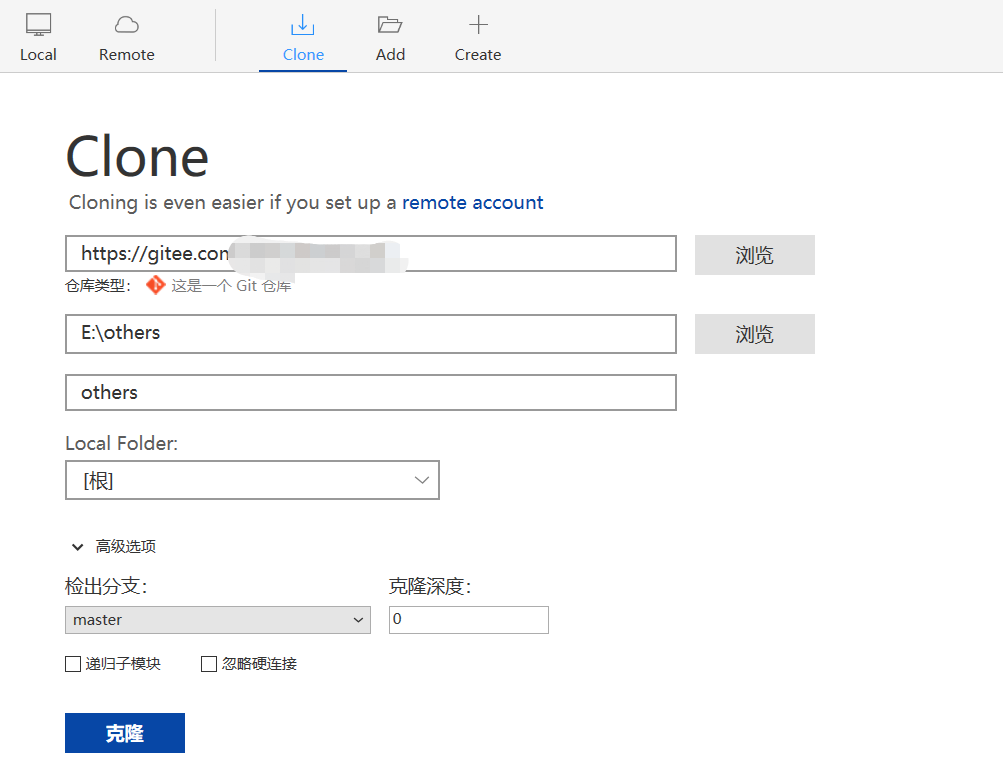 Local Remote Clone Add Create
Clone
Cloning is even easier if you set up a remote account
https://gitee.com 浏览
仓库类型： 这是一个 Git 仓库
E:\others 浏览
others
Local Folder:
[根]
高级选项
检出分支： 克隆深度：
master 0
递归子模块 忽略硬连接
克隆